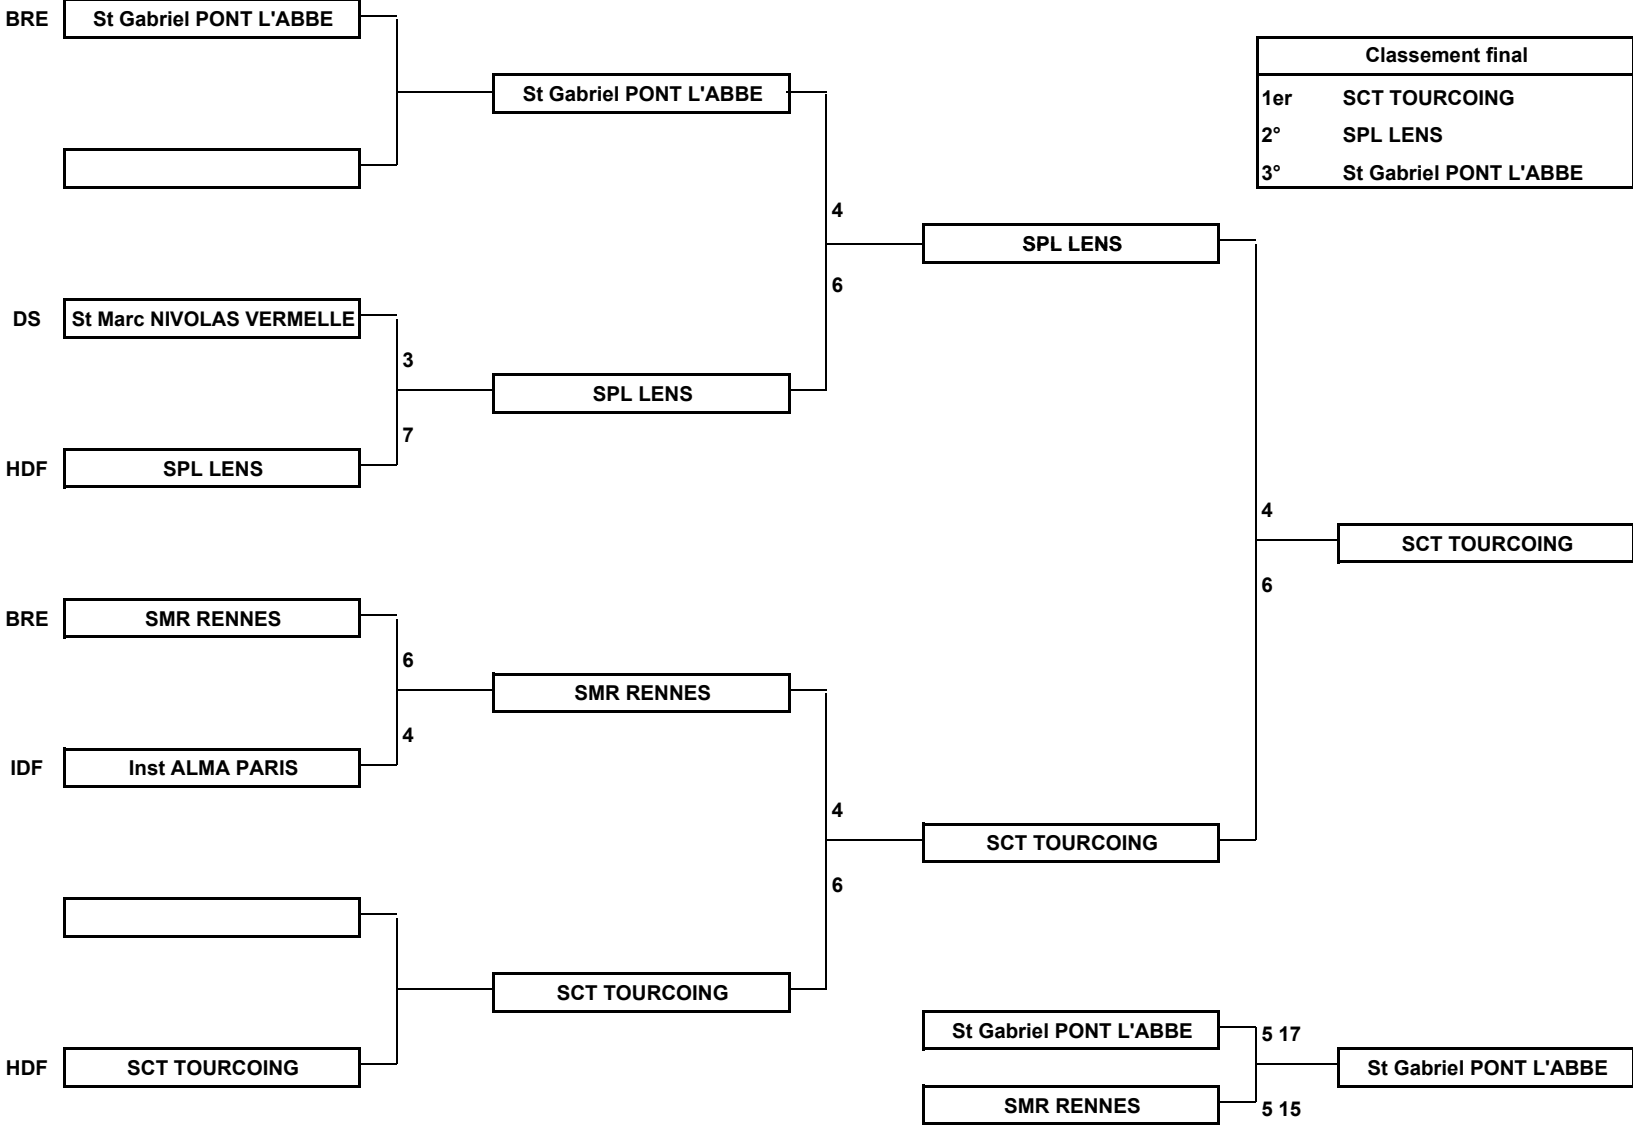 BRE St Gabriel PONT L'ABBE
Classement final
St Gabriel PONT L'ABBE
1er SCT TOURCOING
2° SPL LENS
3° St Gabriel PONT L'ABBE
4
SPL LENS
6
DS St Marc NIVOLAS VERMELLE
3
SPL LENS
7
HDF SPL LENS
4
SCT TOURCOING
6
BRE SMR RENNES
6
SMR RENNES
4
IDF Inst ALMA PARIS
4
SCT TOURCOING
6
SCT TOURCOING
St Gabriel PONT L'ABBE 5 17
HDF SCT TOURCOING
St Gabriel PONT L'ABBE
SMR RENNES 5 15